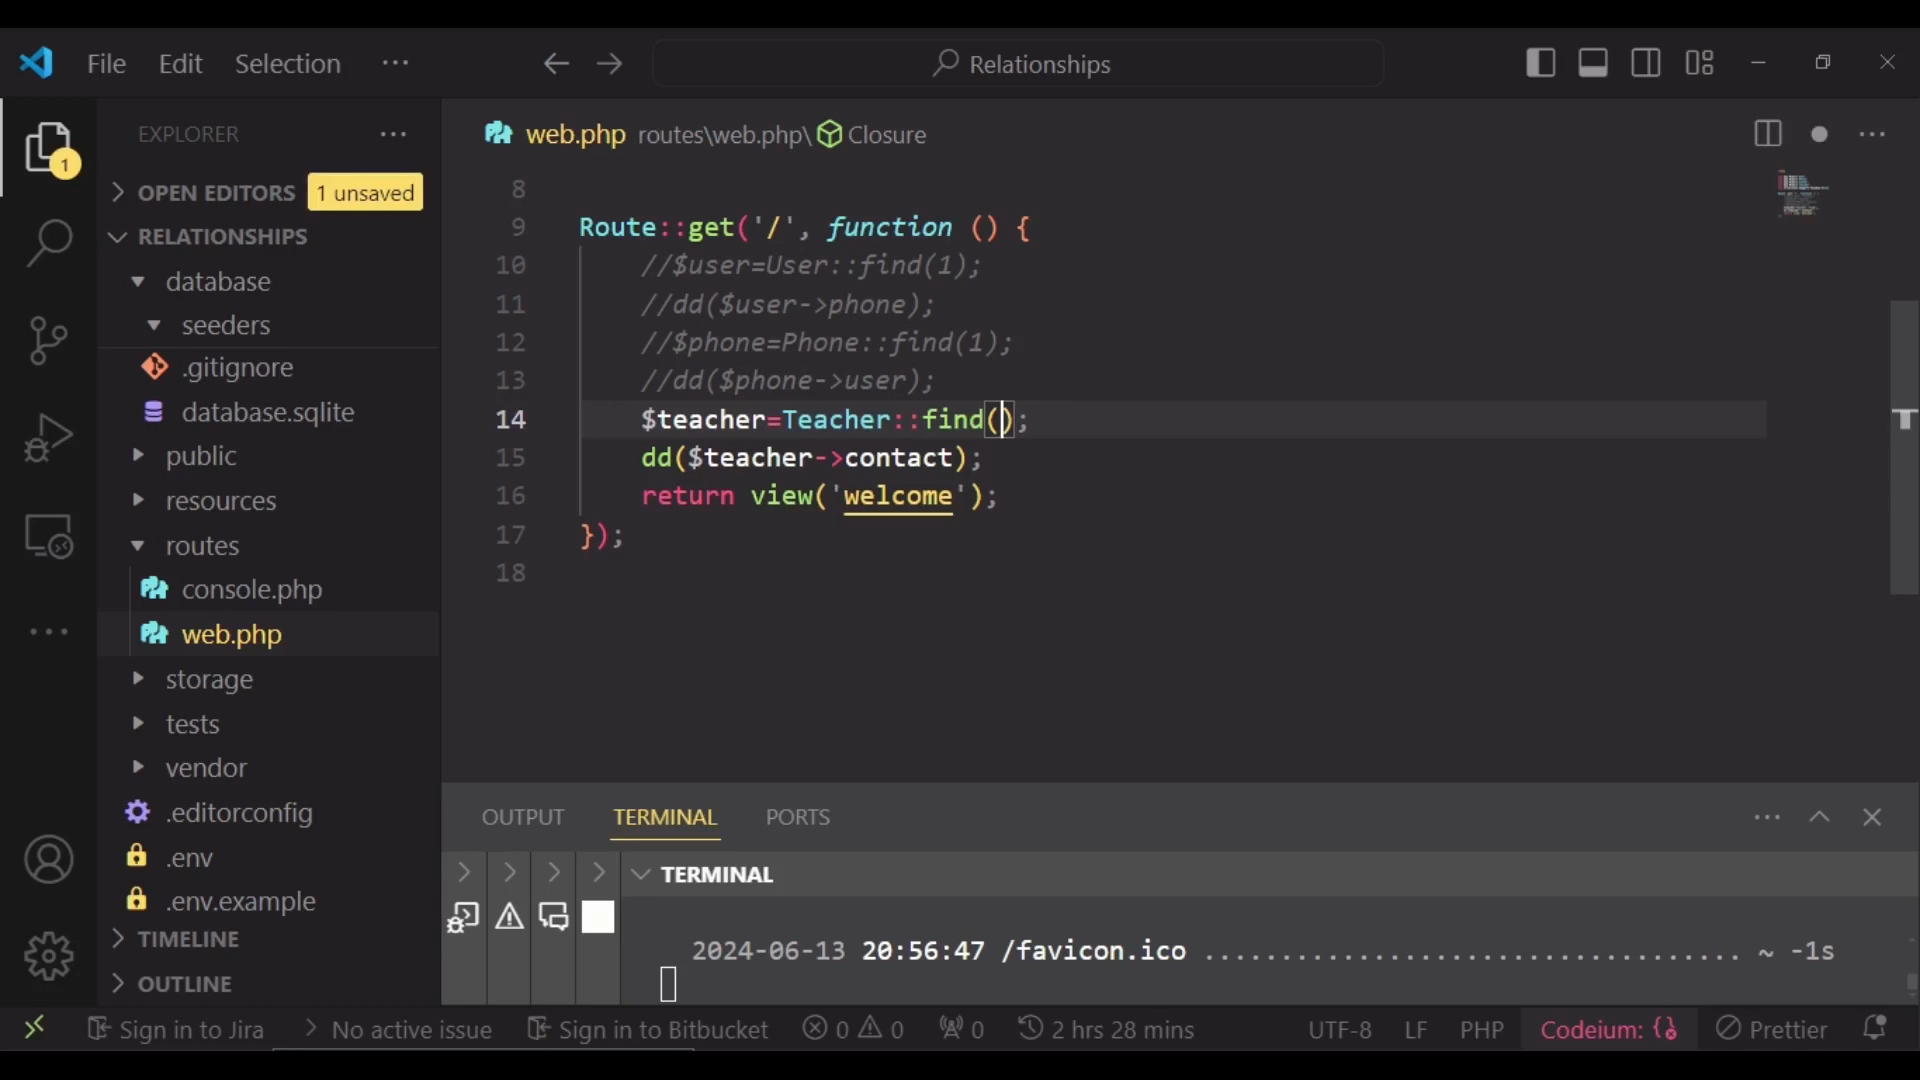 File Edit Selection ··· Relationships
EXPLORER ···
OPEN EDITORS 1 unsaved
RELATIONSHIPS
database
seeders
.gitignore
database.sqlite
public
resources
routes
console.php
web.php
storage
tests
vendor
.editorconfig
.env
.env.example
TIMELINE
OUTLINE
web.php routes\web.php\ Closure
8
9 Route::get('/', function () {
10 //$user=User::find(1);
11 //dd($user->phone);
12 //$phone=Phone::find(1);
13 //dd($phone->user);
14 $teacher=Teacher::find();
15 dd($teacher->contact);
16 return view('welcome');
17 });
18
OUTPUT TERMINAL PORTS
TERMINAL
2024-06-13 20:56:47 /favicon.ico ................................... ~ -1s
Sign in to Jira No active issue Sign in to Bitbucket 0 0 0 2 hrs 28 mins UTF-8 LF PHP Codeium: {} Prettier